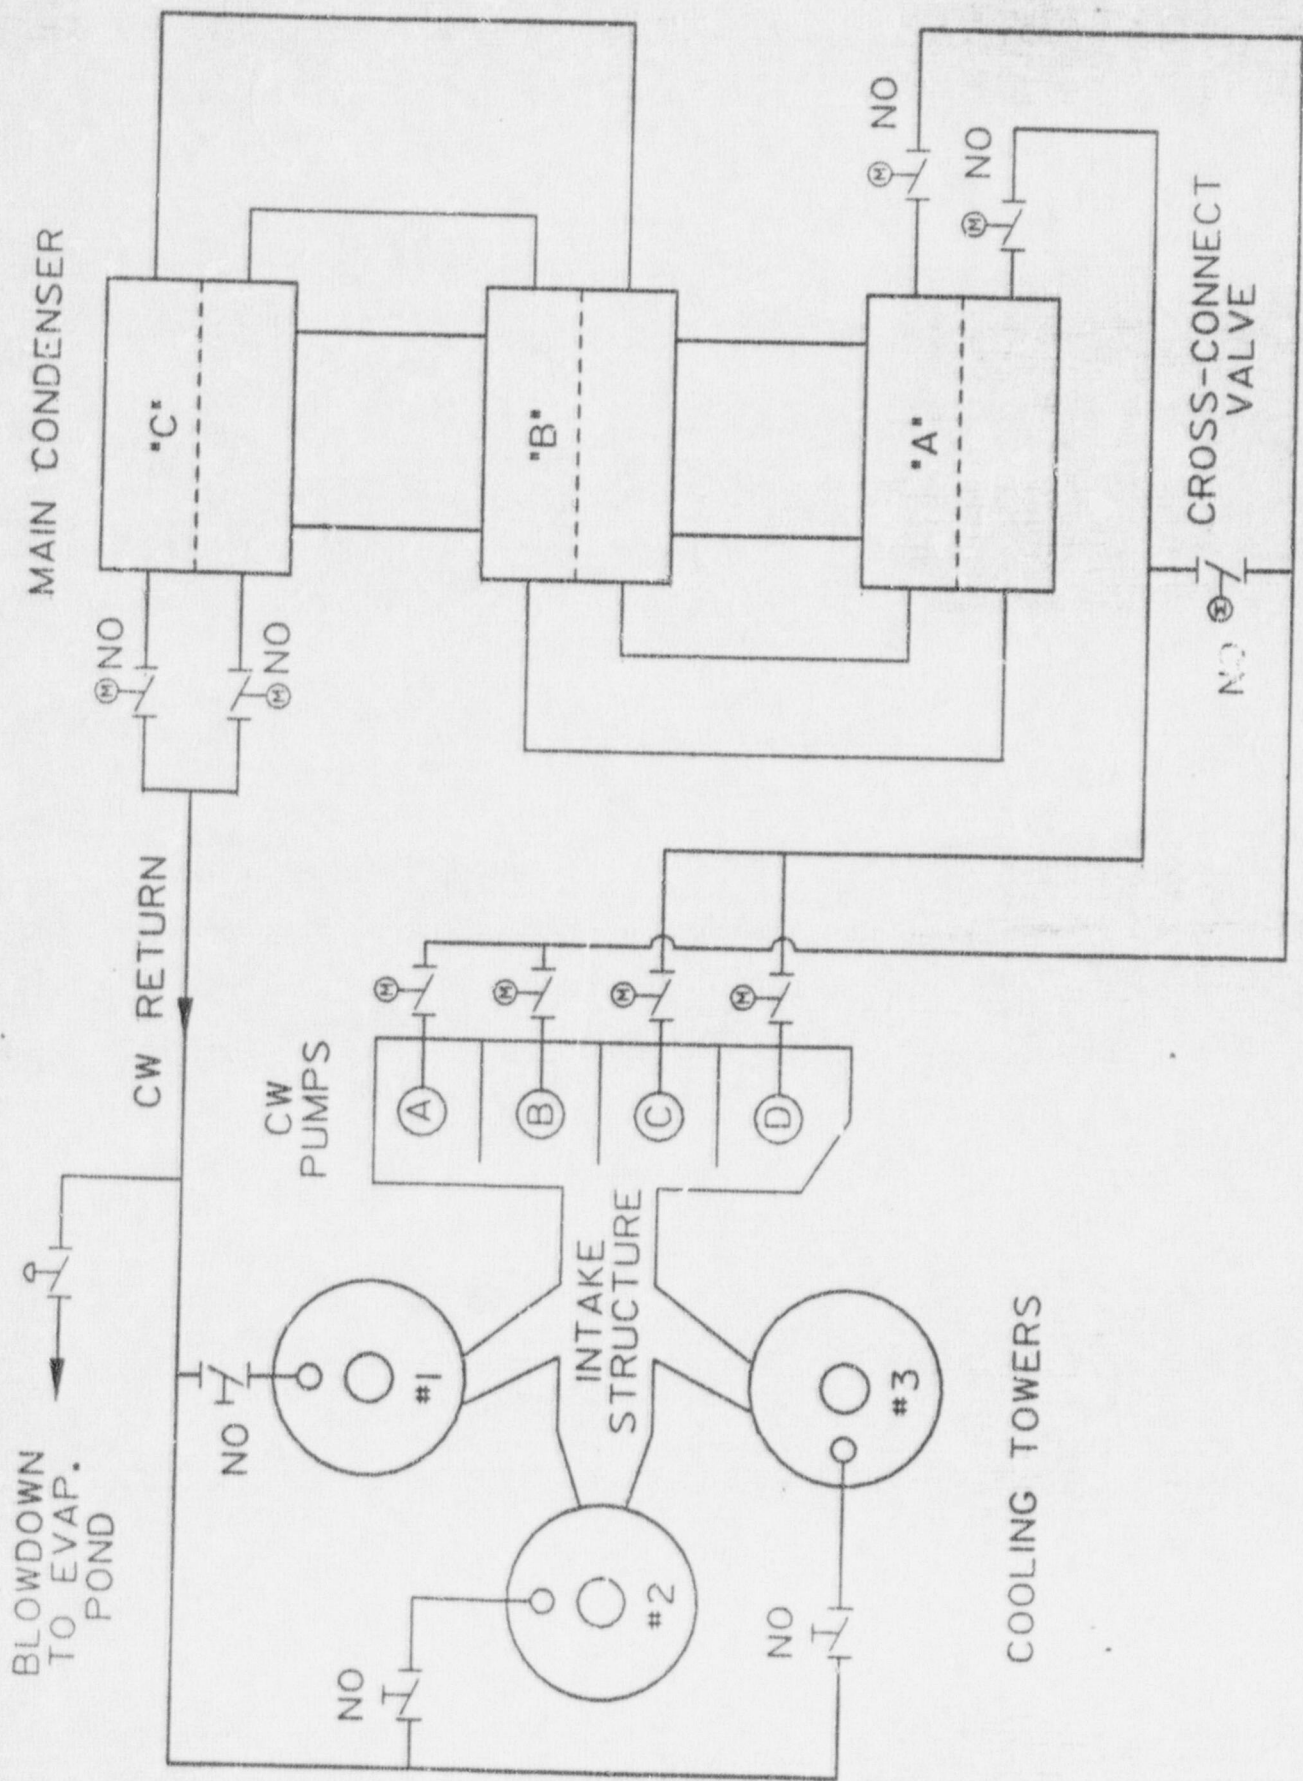 BLOWDOWN
TO EVAP.
POND
CW RETURN
MAIN CONDENSER
M
NO
M
NO
"C"
"B"
"A"
NO
#1
NO
#2
NO
#3
INTAKE
STRUCTURE
COOLING TOWERS
CW
PUMPS
A
B
C
D
M
M
M
M
M
NO
M
NO
CROSS-CONNECT
VALVE
M
NO